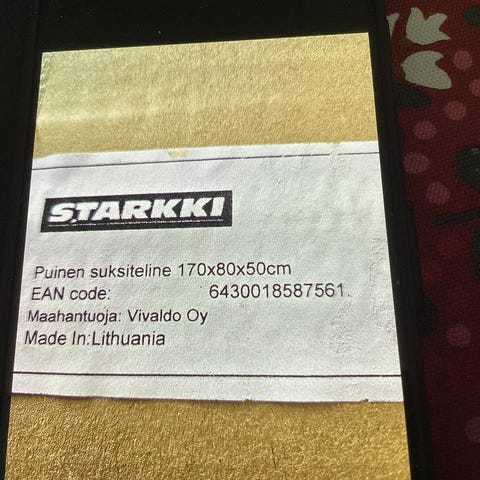 STARKKI
Puinen suksiteline 170x80x50cm
EAN code: 6430018587561.
Maahantuoja: Vivaldo Oy
Made In:Lithuania